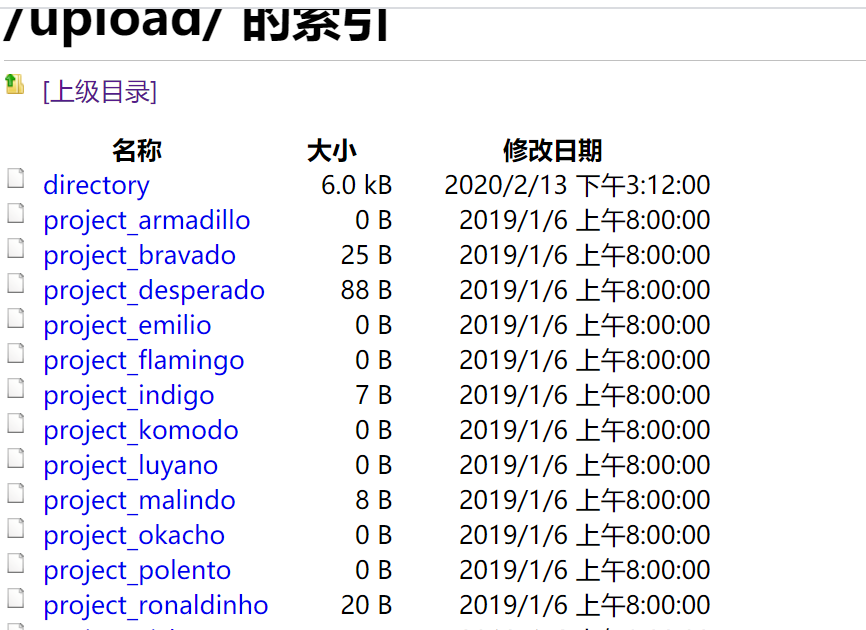 /upload/ 的索引
[上级目录]
名称 大小 修改日期
directory 6.0 kB 2020/2/13 下午3:12:00
project_armadillo 0 B 2019/1/6 上午8:00:00
project_bravado 25 B 2019/1/6 上午8:00:00
project_desperado 88 B 2019/1/6 上午8:00:00
project_emilio 0 B 2019/1/6 上午8:00:00
project_flamingo 0 B 2019/1/6 上午8:00:00
project_indigo 7 B 2019/1/6 上午8:00:00
project_komodo 0 B 2019/1/6 上午8:00:00
project_luyano 0 B 2019/1/6 上午8:00:00
project_malindo 8 B 2019/1/6 上午8:00:00
project_okacho 0 B 2019/1/6 上午8:00:00
project_polento 0 B 2019/1/6 上午8:00:00
project_ronaldinho 20 B 2019/1/6 上午8:00:00